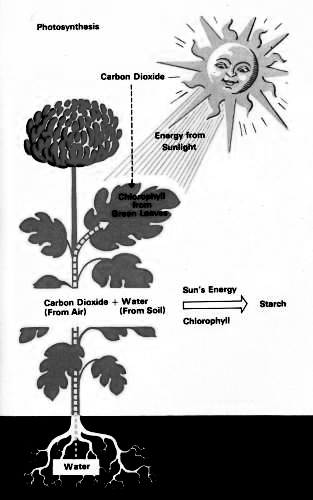 Photosynthesis
Carbon Dioxide
Energy from
Sunlight
Chlorophyll
from
Green Leaves
Carbon Dioxide + Water
(From Air) (From Soil)
Sun's Energy
Chlorophyll
Starch
Water